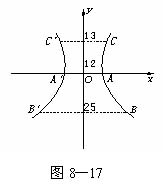 y
C′ 13 C
12
A′ O A x
B′ 25 B
图 8—17